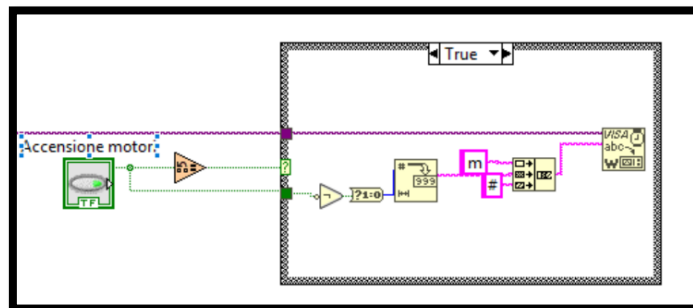 True
Accensione motor
TF
?
?1:0
#
999
m
#
VISA
abc
W